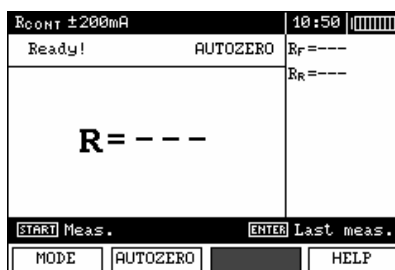 RCONT ±200mA 10:50
Ready! AUTOZERO RF=---
RR=---
R=---
START Meas. ENTER Last meas.
MODE AUTOZERO HELP